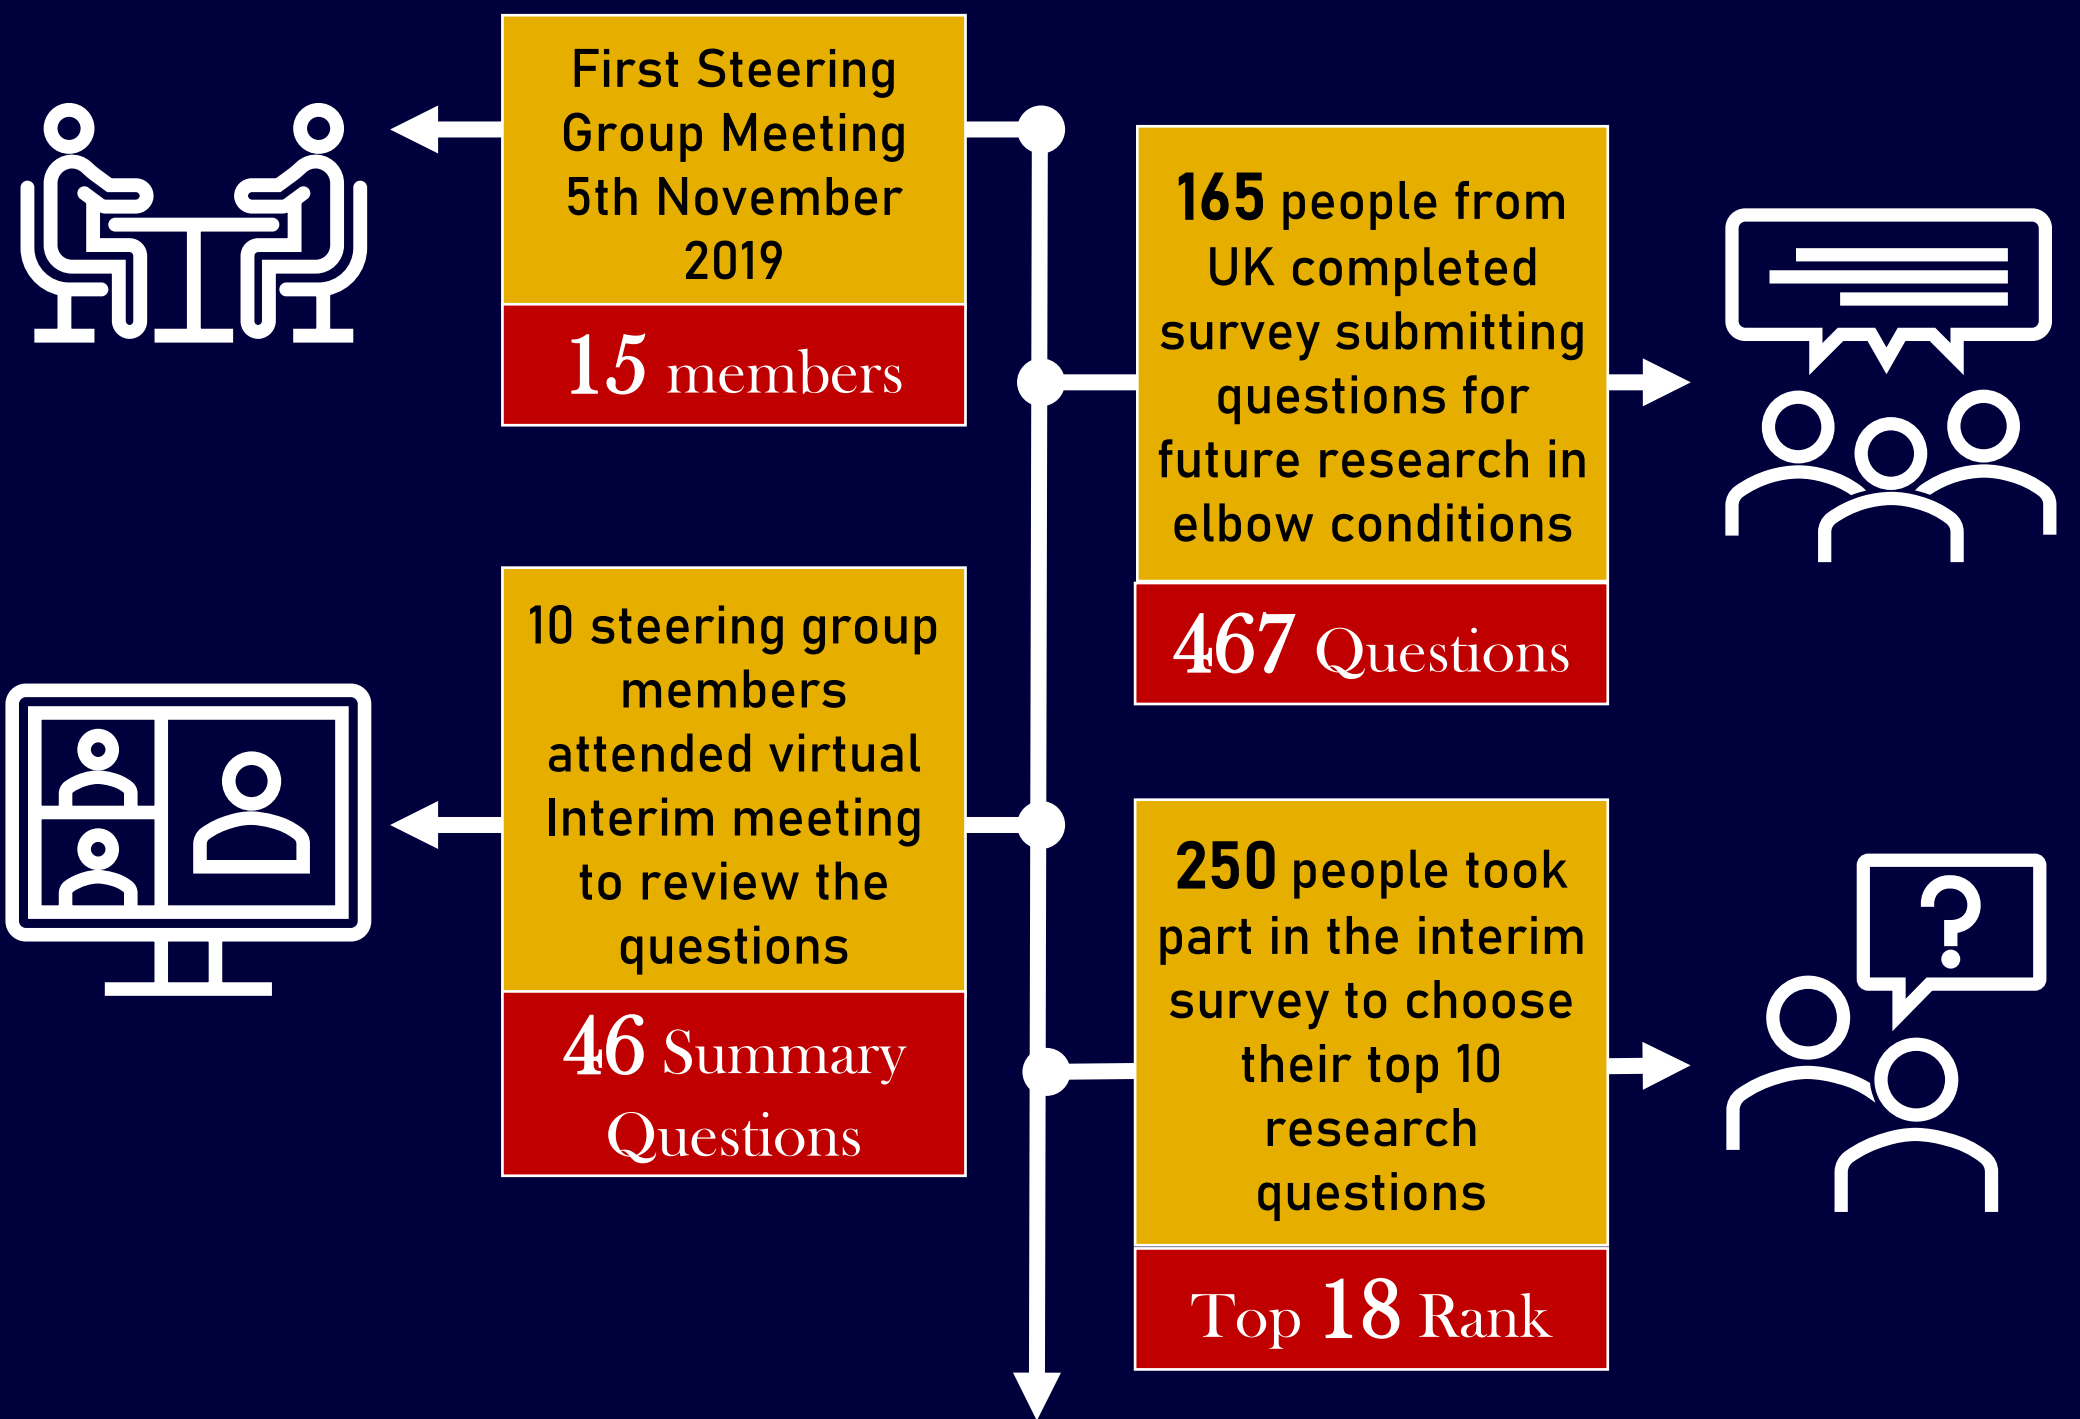 First Steering
Group Meeting
5th November
2019
15 members
165 people from
UK completed
survey submitting
questions for
future research in
elbow conditions
467 Questions
10 steering group
members
attended virtual
Interim meeting
to review the
questions
46 Summary
Questions
250 people took
part in the interim
survey to choose
their top 10
research
questions
Top 18 Rank
?